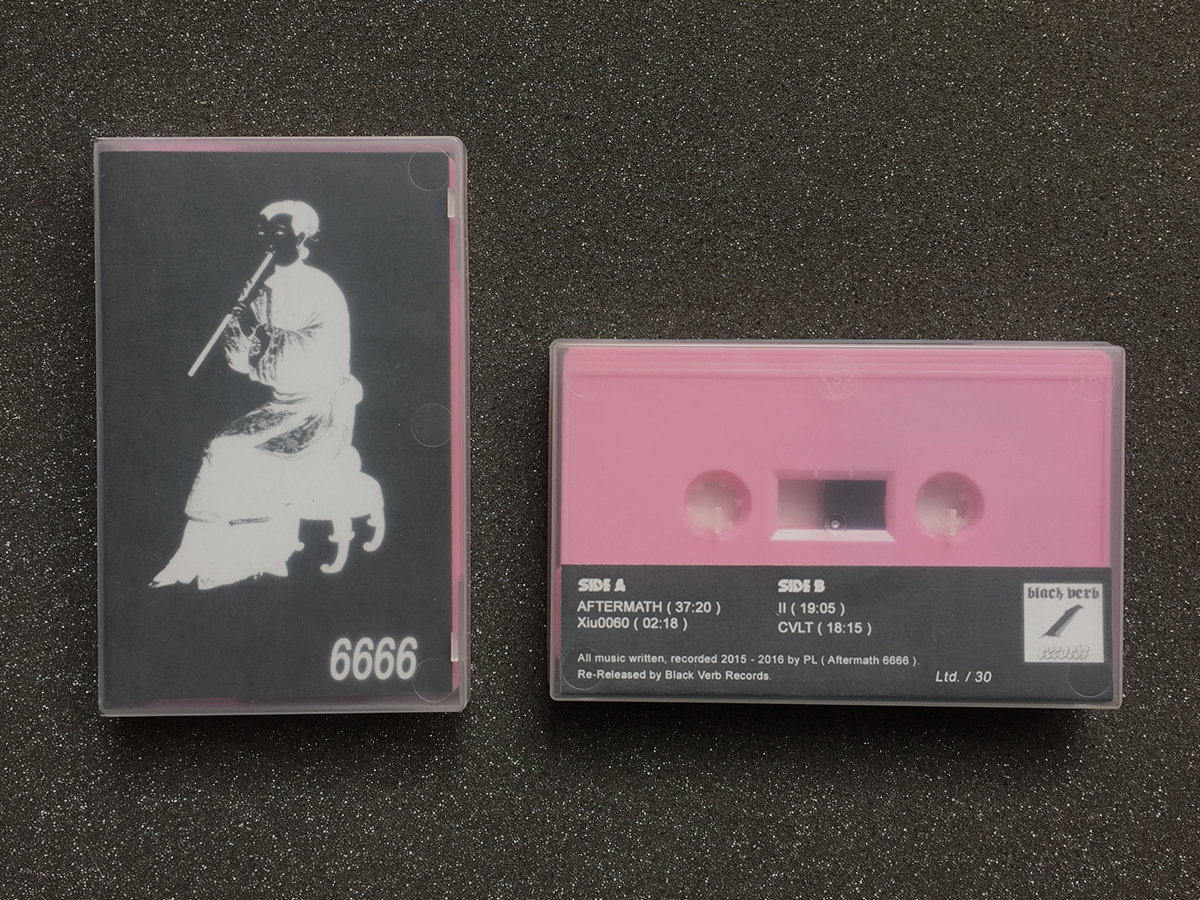 6666
SIDE A
AFTERMATH ( 37:20 )
Xiu0060 ( 02:18 )
SIDE B
II ( 19:05 )
CVLT ( 18:15 )
All music written, recorded 2015 - 2016 by PL ( Aftermath 6666 ).
Re-Released by Black Verb Records.
Ltd. / 30
black verb
records